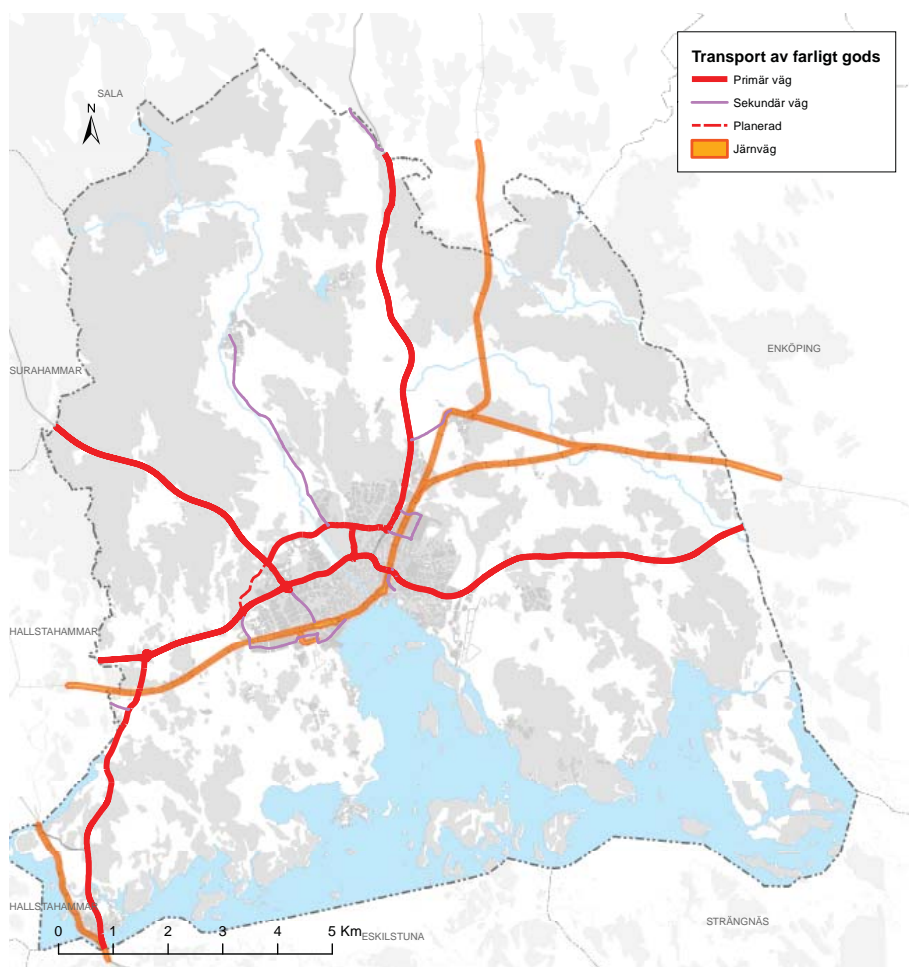 Transport av farligt gods
Primär väg
Sekundär väg
Planerad
Järnväg
SALA
N
ENKÖPING
SURAHAMMAR
HALLSTAHAMMAR
HALLSTAHAMMAR
STRÄNGNÄS
ESKILSTUNA
0 1 2 3 4 5 Km